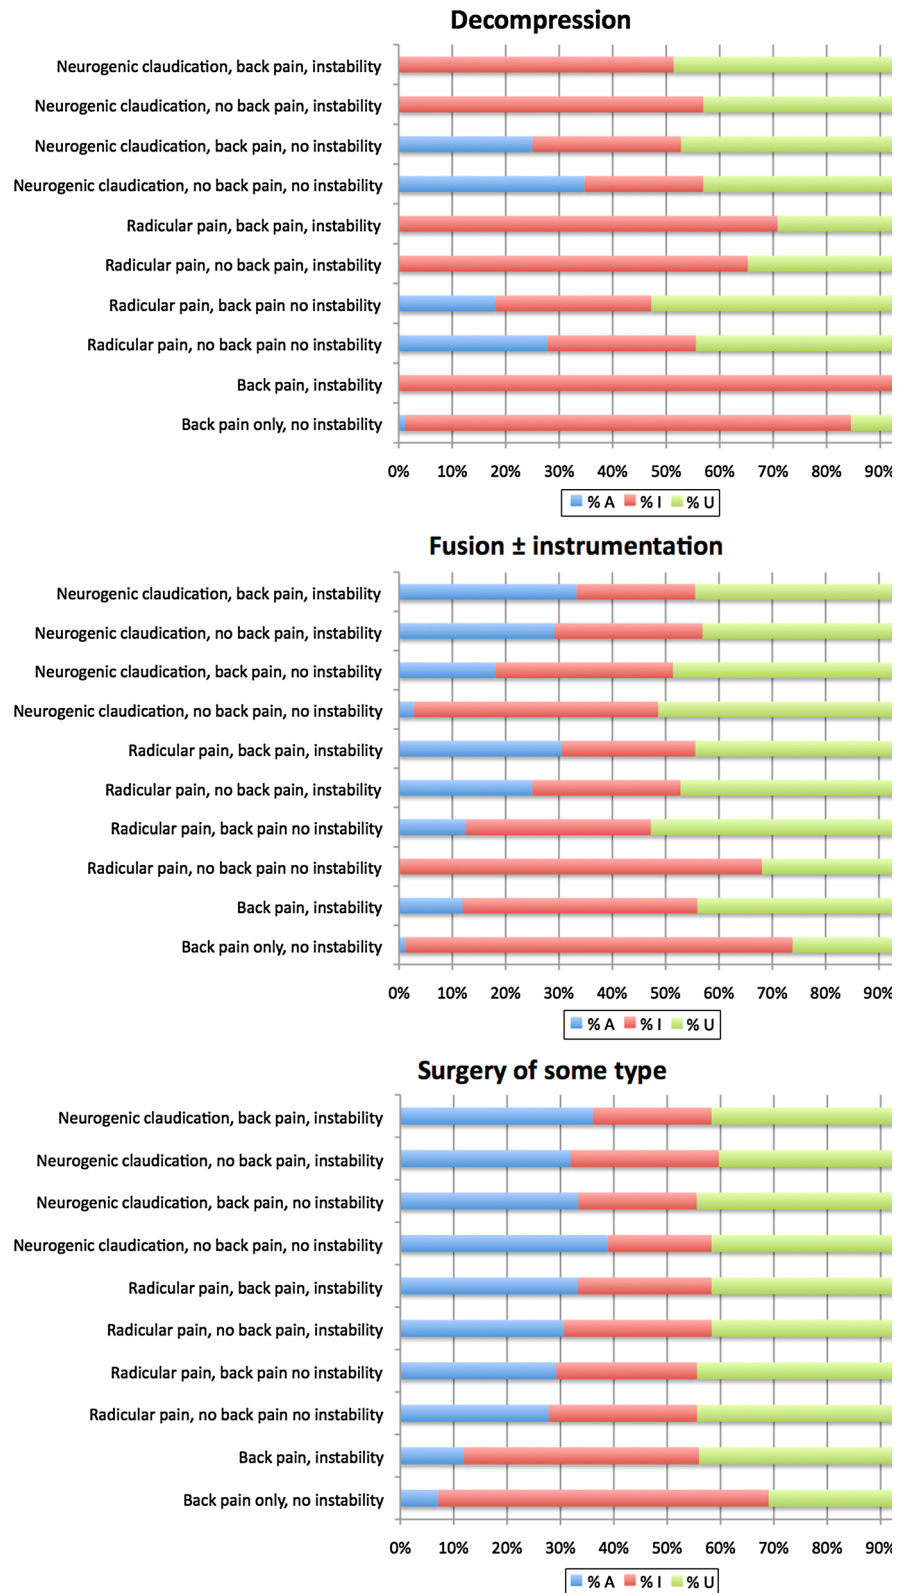 Decompression
Neurogenic claudication, back pain, instability
Neurogenic claudication, no back pain, instability
Neurogenic claudication, back pain, no instability
Neurogenic claudication, no back pain, no instability
Radicular pain, back pain, instability
Radicular pain, no back pain, instability
Radicular pain, back pain no instability
Radicular pain, no back pain no instability
Back pain, instability
Back pain only, no instability
0% 10% 20% 30% 40% 50% 60% 70% 80% 90%
% A % I % U
Fusion ± instrumentation
Neurogenic claudication, back pain, instability
Neurogenic claudication, no back pain, instability
Neurogenic claudication, back pain, no instability
Neurogenic claudication, no back pain, no instability
Radicular pain, back pain, instability
Radicular pain, no back pain, instability
Radicular pain, back pain no instability
Radicular pain, no back pain no instability
Back pain, instability
Back pain only, no instability
0% 10% 20% 30% 40% 50% 60% 70% 80% 90%
% A % I % U
Surgery of some type
Neurogenic claudication, back pain, instability
Neurogenic claudication, no back pain, instability
Neurogenic claudication, back pain, no instability
Neurogenic claudication, no back pain, no instability
Radicular pain, back pain, instability
Radicular pain, no back pain, instability
Radicular pain, back pain no instability
Radicular pain, no back pain no instability
Back pain, instability
Back pain only, no instability
0% 10% 20% 30% 40% 50% 60% 70% 80% 90%
% A % I % U